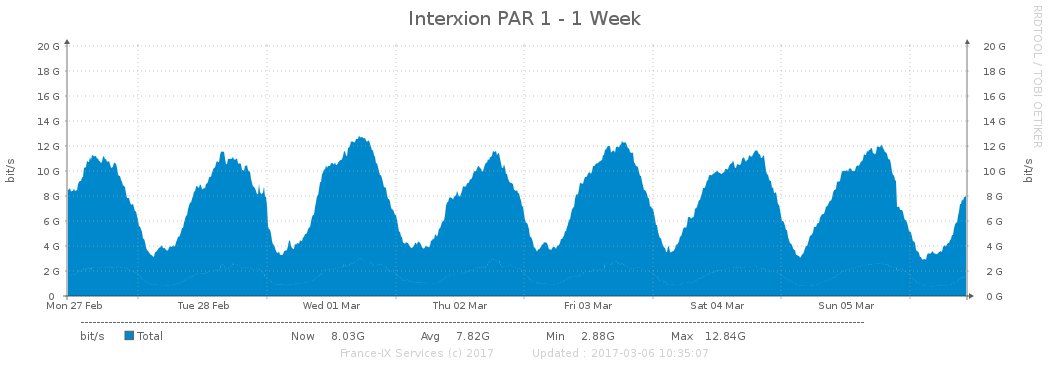 Interxion PAR 1 - 1 Week
RRDTOOL / TOBI OETIKER
bit/s
20 G 20 G
18 G 18 G
16 G 16 G
14 G 14 G
12 G 12 G
10 G 10 G
8 G 8 G
6 G 6 G
4 G 4 G
2 G 2 G
0 0 G
bit/s
Mon 27 Feb Tue 28 Feb Wed 01 Mar Thu 02 Mar Fri 03 Mar Sat 04 Mar Sun 05 Mar
bit/s Total Now 8.03G Avg 7.82G Min 2.88G Max 12.84G
France-IX Services (c) 2017 Updated : 2017-03-06 10:35:07